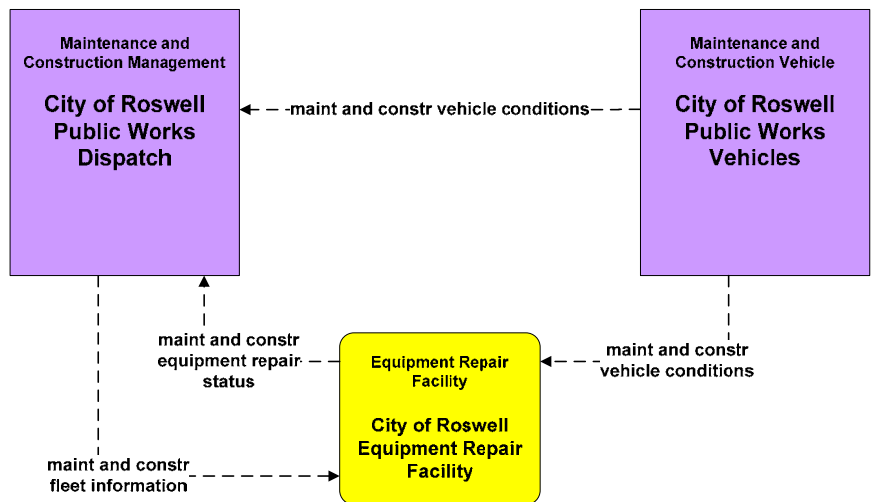 Maintenance and
Construction Management
City of Roswell
Public Works
Dispatch
maint and constr vehicle conditions
Maintenance and
Construction Vehicle
City of Roswell
Public Works
Vehicles
maint and constr
equipment repair
status
Equipment Repair
Facility
City of Roswell
Equipment Repair
Facility
maint and constr
vehicle conditions
maint and constr
fleet information